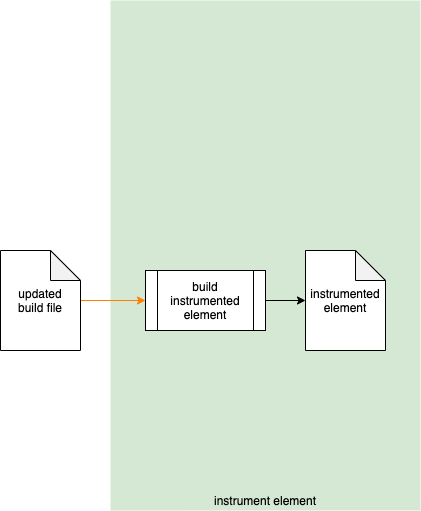 updated
build file
build
instrumented
element
instrumented
element
instrument element